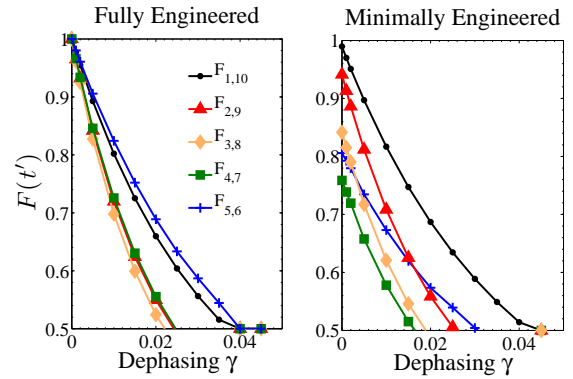 Fully Engineered
Minimally Engineered
F(t′)
1
0.9
0.8
0.7
0.6
0.5
0
0.02
0.04
Dephasing γ
F1,10
F2,9
F3,8
F4,7
F5,6
1
0.9
0.8
0.7
0.6
0.5
0
0.02
0.04
Dephasing γ